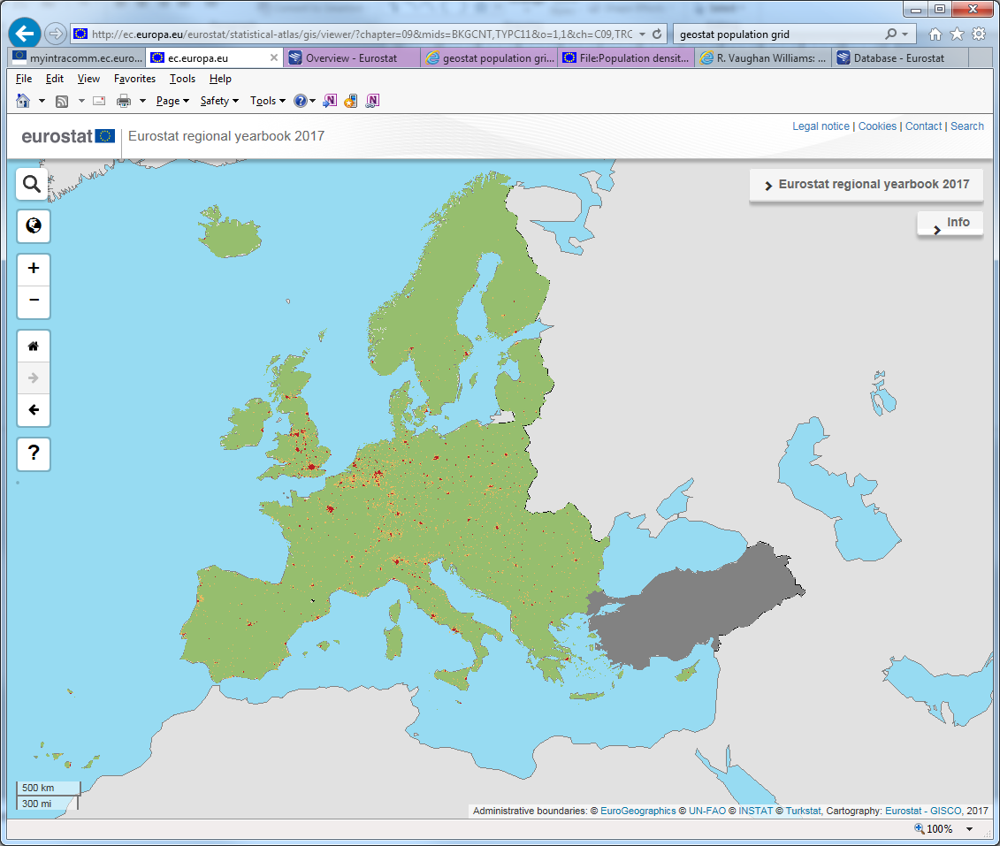 http://ec.europa.eu/eurostat/statistical-atlas/gis/viewer/?chapter=09&mids=BKGCNT,TYPC11&o=1,1&ch=C09,TRC
geostat population grid
myintracomm.ec.euro...
ec.europa.eu
Overview - Eurostat
geostat population gri...
File:Population densit...
R. Vaughan Williams: ...
Database - Eurostat
File Edit View Favorites Tools Help
Page Safety Tools
eurostat Eurostat regional yearbook 2017
Legal notice | Cookies | Contact | Search
Eurostat regional yearbook 2017
Info
+
−
?
500 km
300 mi
Administrative boundaries: © EuroGeographics © UN-FAO © INSTAT © Turkstat, Cartography: Eurostat - GISCO, 2017
100%